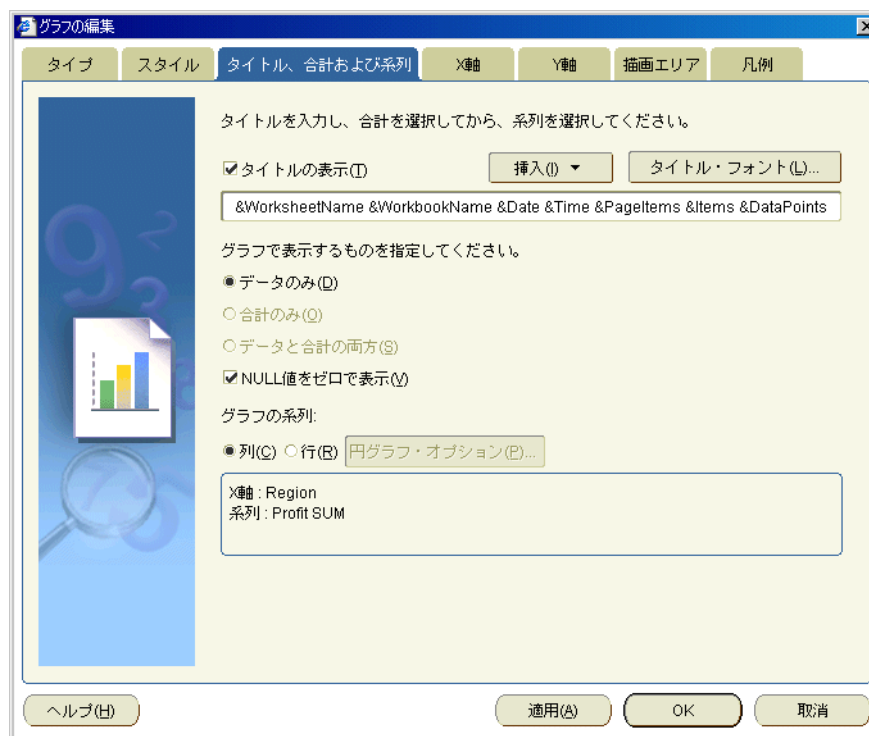 グラフの編集
タイプ スタイル タイトル、合計および系列 X軸 Y軸 描画エリア 凡例
タイトルを入力し、合計を選択してから、系列を選択してください。
タイトルの表示(T) 挿入(I) タイトル・フォント(L)...
&WorksheetName &WorkbookName &Date &Time &PageItems &Items &DataPoints
グラフで表示するものを指定してください。
データのみ(D)
合計のみ(O)
データと合計の両方(S)
NULL値をゼロで表示(V)
グラフの系列:
列(C) 行(R) 円グラフ・オプション(P)...
X軸 : Region
系列 : Profit SUM
ヘルプ(H) 適用(A) OK 取消